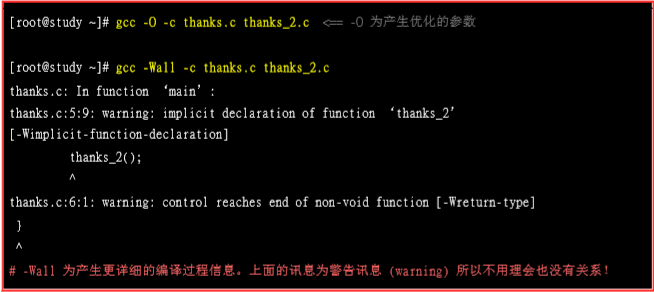 [root@study ~]# gcc -O -c thanks.c thanks_2.c <== -O 为产生优化的参数
[root@study ~]# gcc -Wall -c thanks.c thanks_2.c
thanks.c: In function ‘main’:
thanks.c:5:9: warning: implicit declaration of function ‘thanks_2’
[-Wimplicit-function-declaration]
thanks_2();
^
thanks.c:6:1: warning: control reaches end of non-void function [-Wreturn-type]
}
^
# -Wall 为产生更详细的编译过程信息。上面的讯息为警告讯息 (warning) 所以不用理会也没有关系！